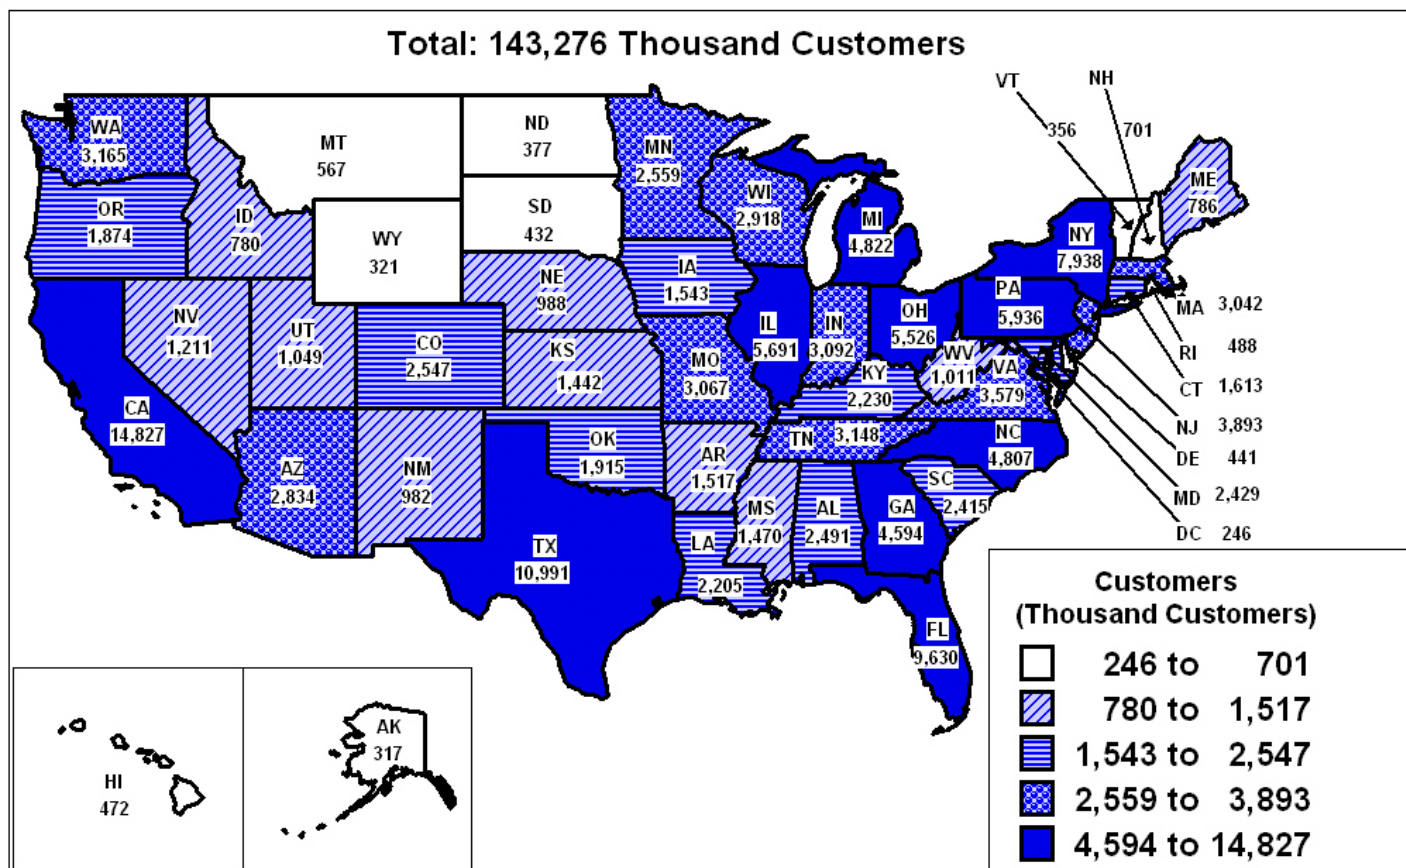 Total: 143,276 Thousand Customers
VT
NH
356
701
WA
3,165
MT
567
ND
377
MN
2,559
ME
786
OR
1,874
ID
780
WY
321
SD
432
WI
2,918
MI
4,822
NY
7,938
NE
988
IA
1,543
PA
5,936
NV
1,211
UT
1,049
CO
2,547
KS
1,442
MO
3,067
IL
5,691
IN
3,092
OH
5,526
WV
1,011
VA
3,579
KY
2,230
MA 3,042
RI 488
CT 1,613
NJ 3,893
DE 441
MD 2,429
DC 246
CA
14,827
AZ
2,834
NM
982
OK
1,915
AR
1,517
TN 3,148
NC
4,807
SC
2,415
MS
1,470
AL
2,491
GA
4,594
LA
2,205
TX
10,991
FL
9,630
HI
472
AK
317
Customers
(Thousand Customers)
246 to 701
780 to 1,517
1,543 to 2,547
2,559 to 3,893
4,594 to 14,827